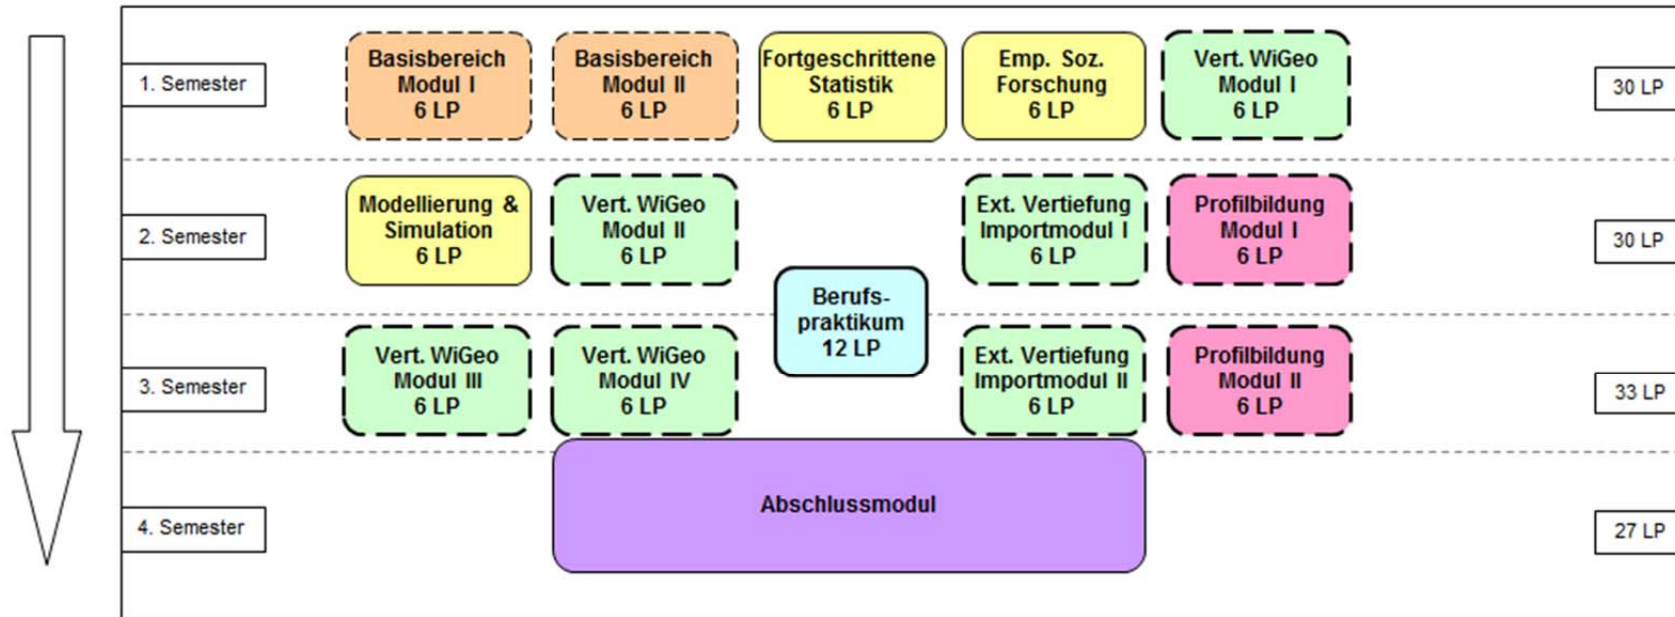 1. Semester
Basisbereich
Modul I
6 LP
Basisbereich
Modul II
6 LP
Fortgeschrittene
Statistik
6 LP
Emp. Soz.
Forschung
6 LP
Vert. WiGeo
Modul I
6 LP
30 LP
2. Semester
Modellierung &
Simulation
6 LP
Vert. WiGeo
Modul II
6 LP
Ext. Vertiefung
Importmodul I
6 LP
Profilbildung
Modul I
6 LP
30 LP
Berufs-
praktikum
12 LP
3. Semester
Vert. WiGeo
Modul III
6 LP
Vert. WiGeo
Modul IV
6 LP
Ext. Vertiefung
Importmodul II
6 LP
Profilbildung
Modul II
6 LP
33 LP
4. Semester
Abschlussmodul
27 LP